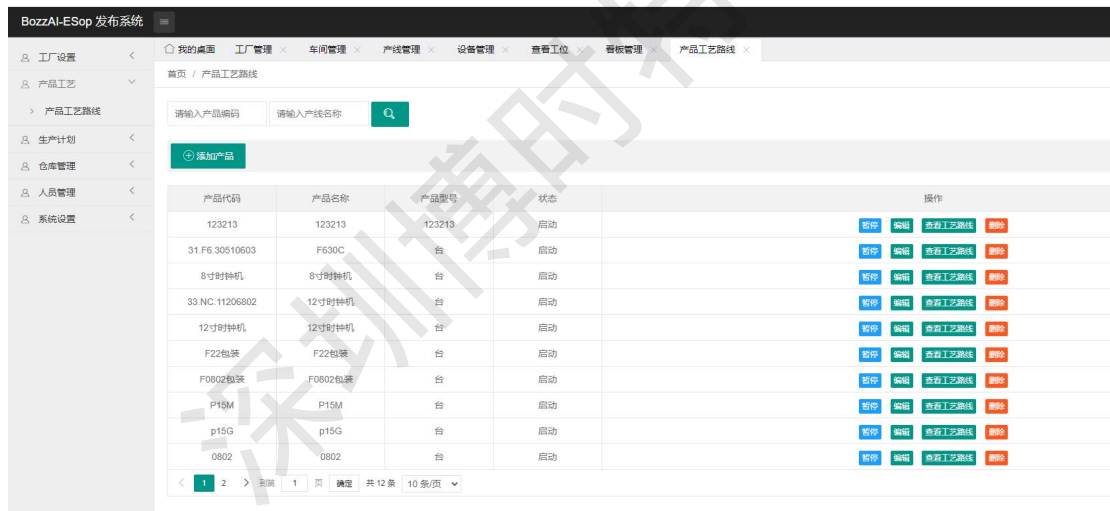 BozzAI-ESop 发布系统
工厂设置
产品工艺
产品工艺路线
生产计划
仓库管理
人员管理
系统设置
我的桌面 工厂管理 车间管理 产线管理 设备管理 查看工位 看板管理 产品工艺路线
首页 / 产品工艺路线
请输入产品编码 请输入产线名称
添加产品
产品代码 产品名称 产品型号 状态 操作
123213 123213 123213 启动 暂停 编辑 查看工艺路线 删除
31.F6.30510603 F630C 台 启动 暂停 编辑 查看工艺路线 删除
8寸时钟机 8寸时钟机 台 启动 暂停 编辑 查看工艺路线 删除
33.NC.11206802 12寸时钟机 台 启动 暂停 编辑 查看工艺路线 删除
12寸时钟机 12寸时钟机 台 启动 暂停 编辑 查看工艺路线 删除
F22包装 F22包装 台 启动 暂停 编辑 查看工艺路线 删除
F0802包装 F0802包装 台 启动 暂停 编辑 查看工艺路线 删除
P15M P15M 台 启动 暂停 编辑 查看工艺路线 删除
p15G p15G 台 启动 暂停 编辑 查看工艺路线 删除
0802 0802 台 启动 暂停 编辑 查看工艺路线 删除
1 2 到第 1 页 确定 共 12 条 10 条/页
深圳博时特